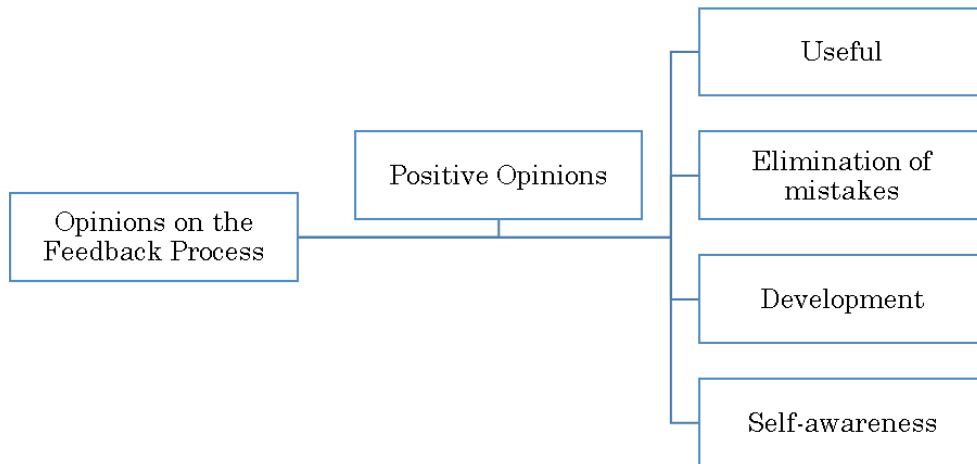 Opinions on the
Feedback Process
Positive Opinions
Useful
Elimination of
mistakes
Development
Self-awareness